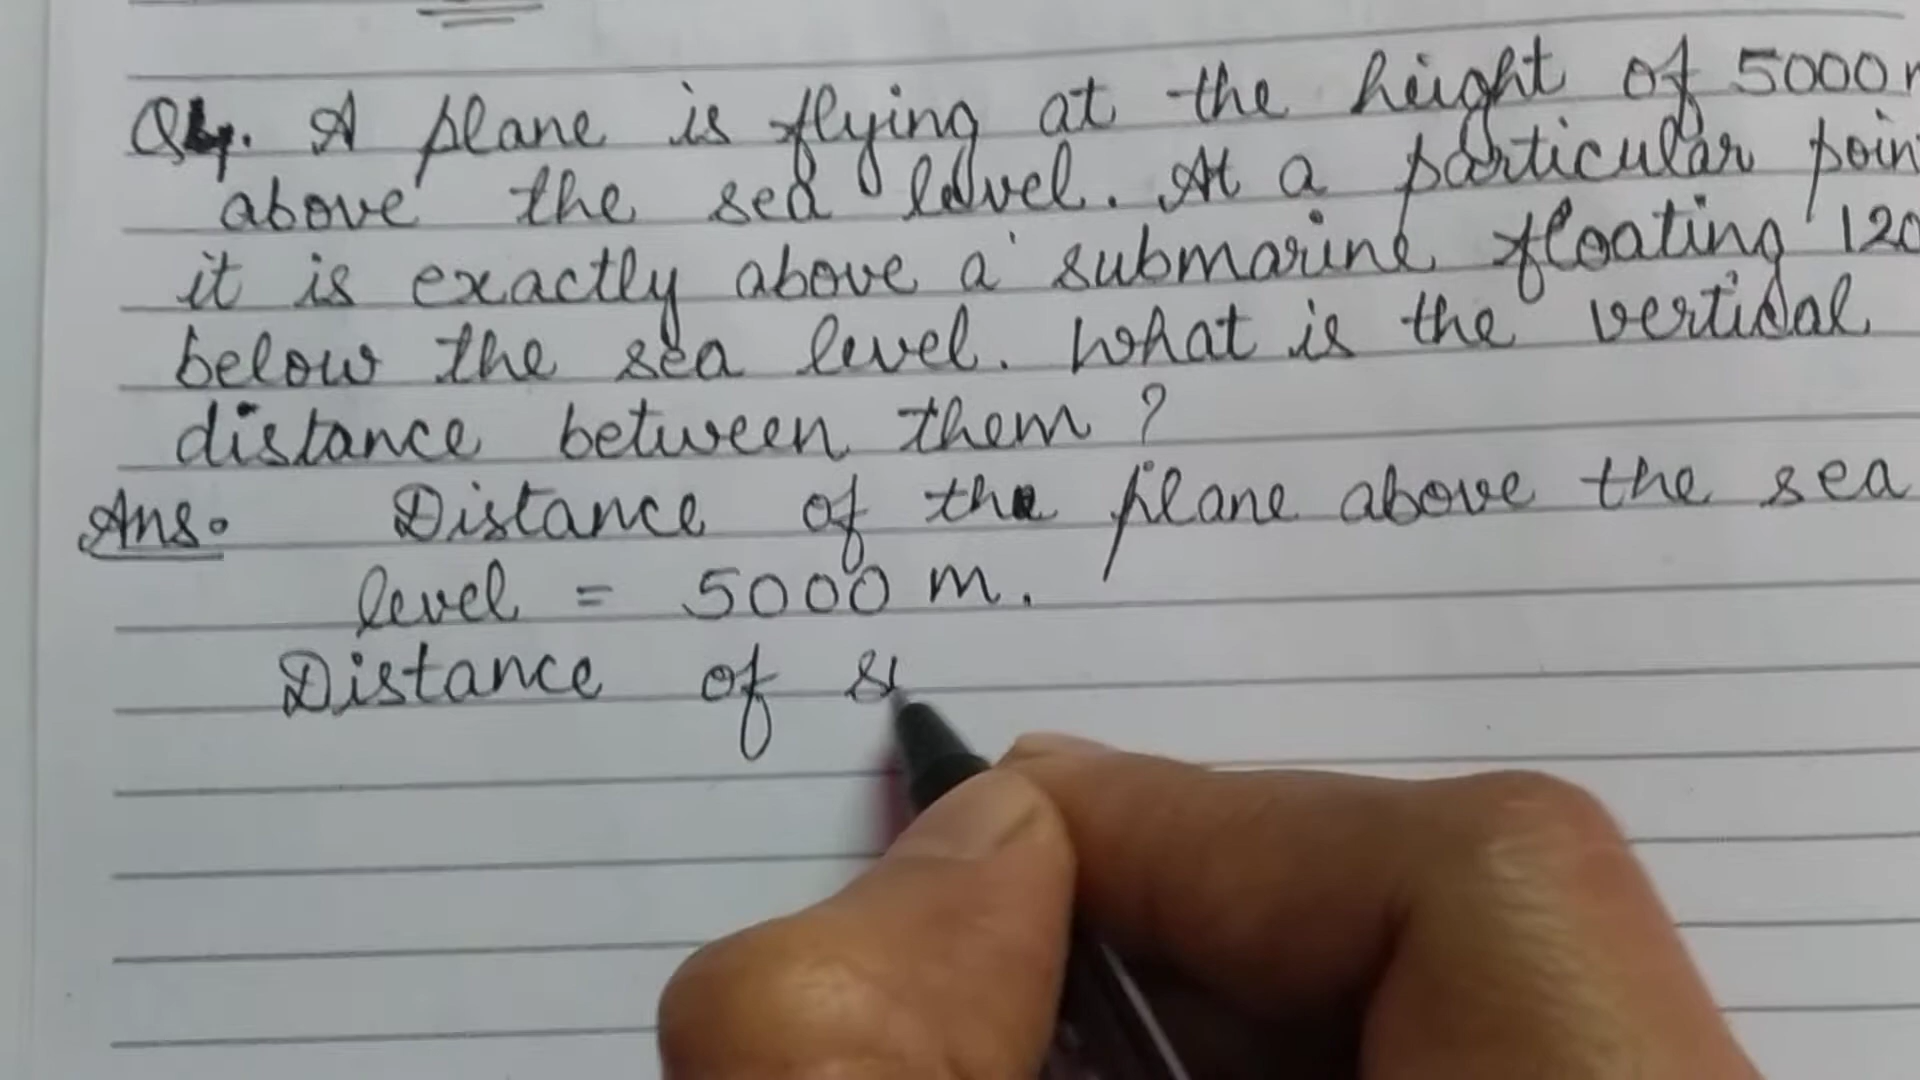 Q4. A plane is flying at the height of 5000
above the sea level. At a particular poin
it is exactly above a submarine floating 120
below the sea level. What is the vertical
distance between them ?
Ans. Distance of the plane above the sea
level = 5000 m.
Distance of s